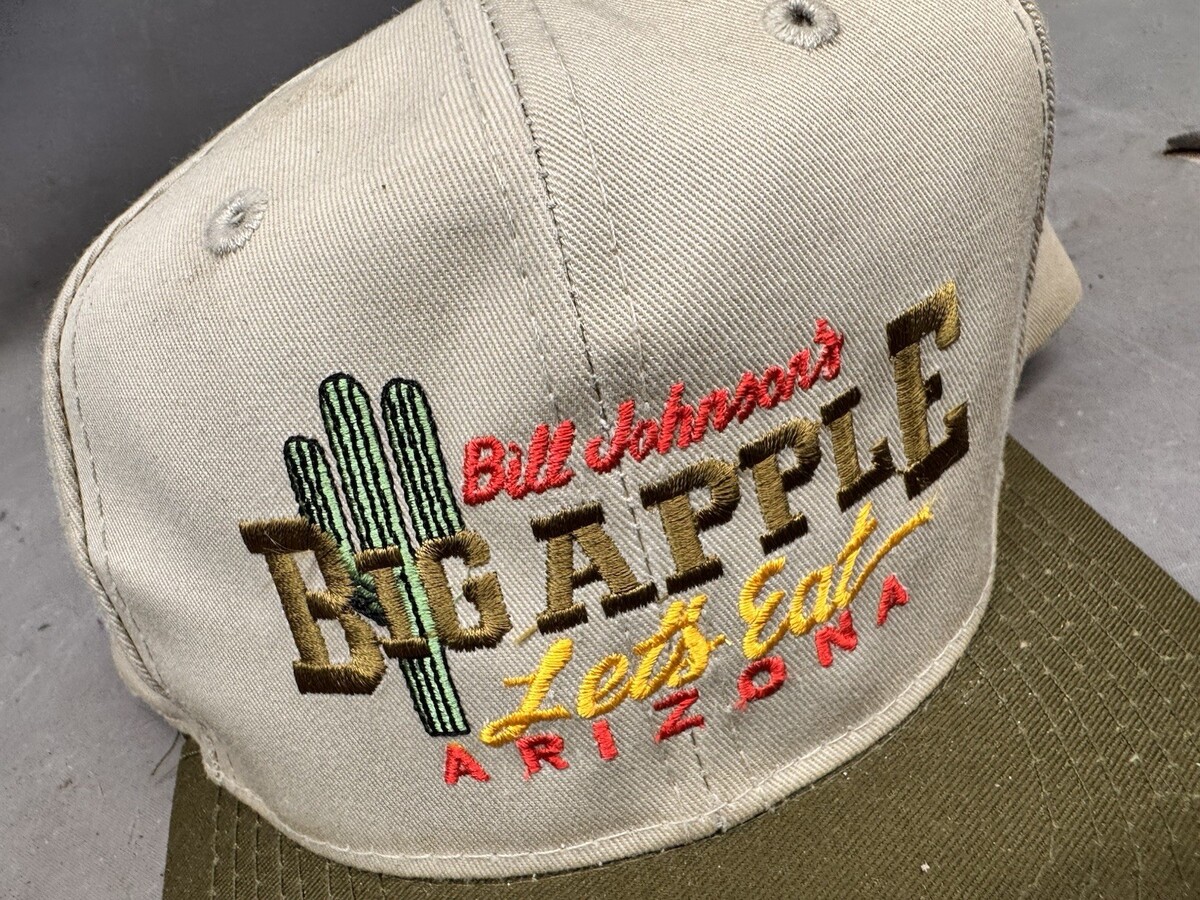 Bill Johnson's
BIG APPLE
Let's Eat
ARIZONA